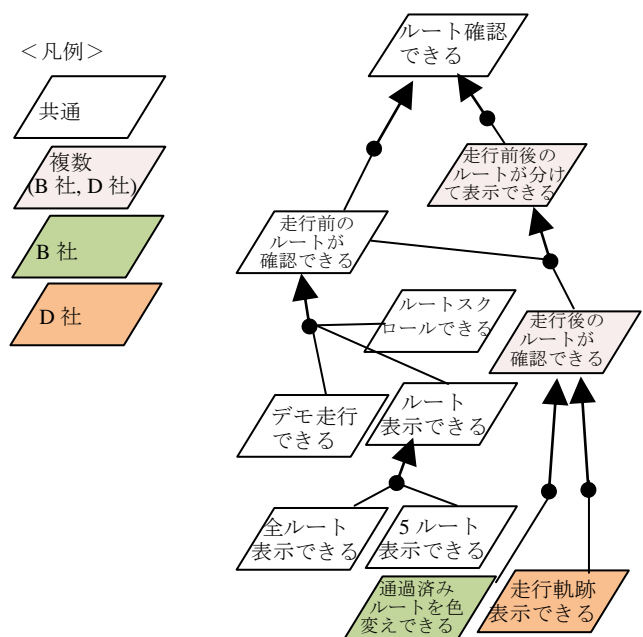 ルート確認
できる
＜凡例＞
共通
複数
(B 社, D 社)
B 社
D 社
走行前後の
ルートが分け
て表示できる
走行前の
ルートが
確認できる
ルートスク
ロールできる
走行後の
ルートが
確認できる
デモ走行
できる
ルート
表示できる
全ルート
表示できる
5 ルート
表示できる
通過済み
ルートを色
変えできる
走行軌跡
表示できる